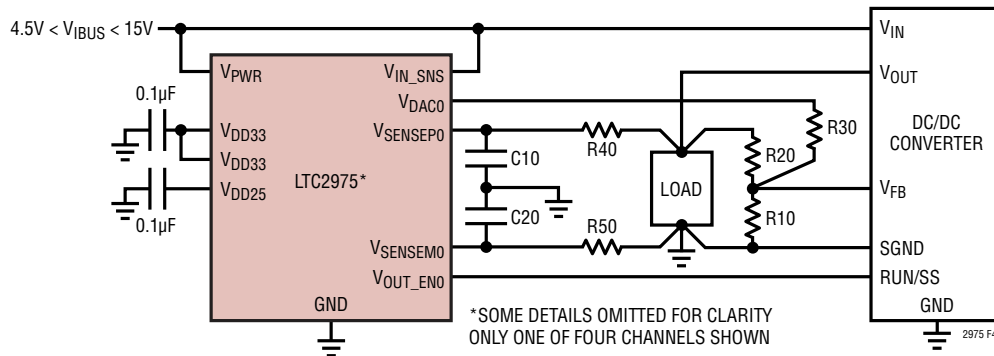 4.5V < VIBUS < 15V
VIN
VPWR
VIN_SNS
VOUT
0.1µF
VDAC0
VDD33
VSENSEP0
R40
R30
DC/DC
CONVERTER
VDD33
C10
R20
LTC2975*
LOAD
VDD25
VFB
C20
R10
0.1µF
R50
VSENSEM0
SGND
VOUT_EN0
RUN/SS
GND
*SOME DETAILS OMITTED FOR CLARITY
ONLY ONE OF FOUR CHANNELS SHOWN
GND
2975 F4